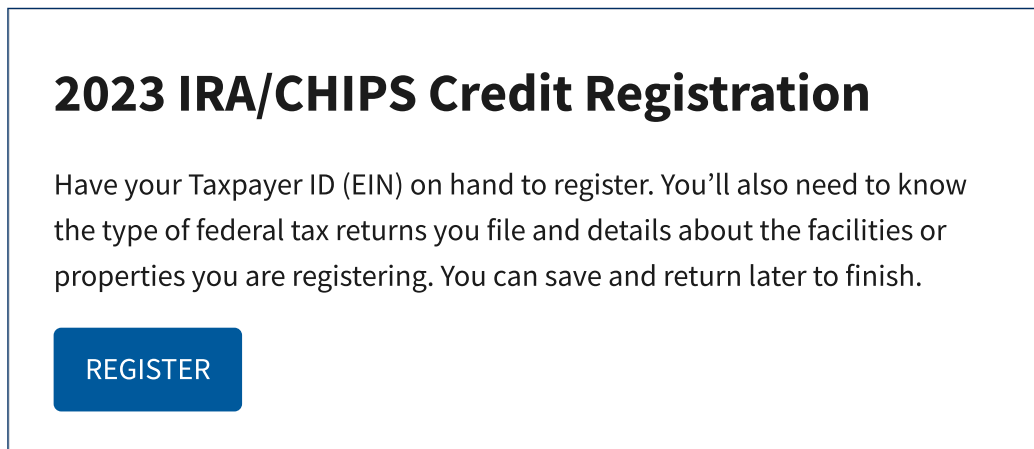 2023 IRA/CHIPS Credit Registration
Have your Taxpayer ID (EIN) on hand to register. You’ll also need to know
the type of federal tax returns you file and details about the facilities or
properties you are registering. You can save and return later to finish.
REGISTER